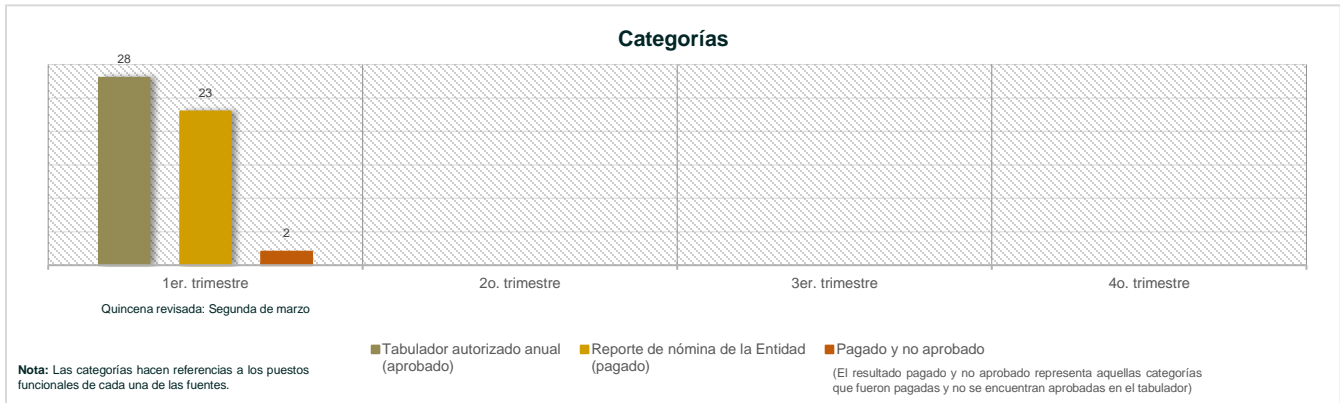 Categorías
28
23
2
1er. trimestre
2o. trimestre
3er. trimestre
4o. trimestre
Quincena revisada: Segunda de marzo
Tabulador autorizado anual
(aprobado)
Reporte de nómina de la Entidad
(pagado)
Pagado y no aprobado
(El resultado pagado y no aprobado representa aquellas categorías
que fueron pagadas y no se encuentran aprobadas en el tabulador)
Nota: Las categorías hacen referencias a los puestos
funcionales de cada una de las fuentes.